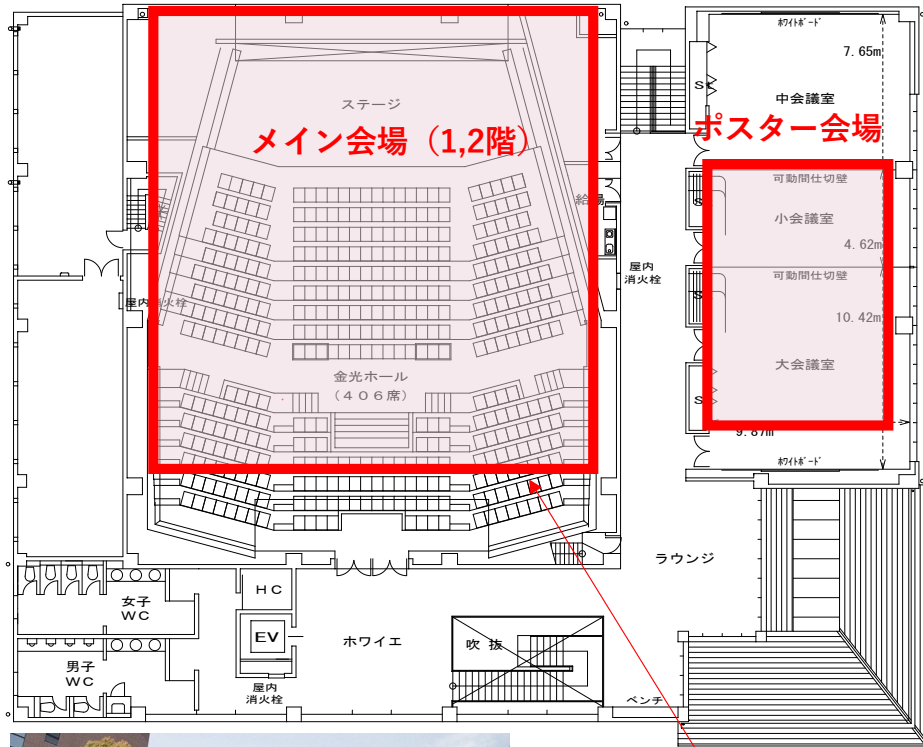 ホワイトボード
7.65m
S
中会議室
ステージ
メイン会場（1,2階）
ポスター会場
可動間仕切壁
給湯
S
小会議室
4.62m
屋内
消火栓
可動間仕切壁
屋内消火栓
S
10.42m
大会議室
金光ホール
（406席）
S
9.87m
ホワイトボード
ラウンジ
HC
女子
WC
EV
ホワイエ
吹抜
男子
WC
屋内
消火栓
ベンチ